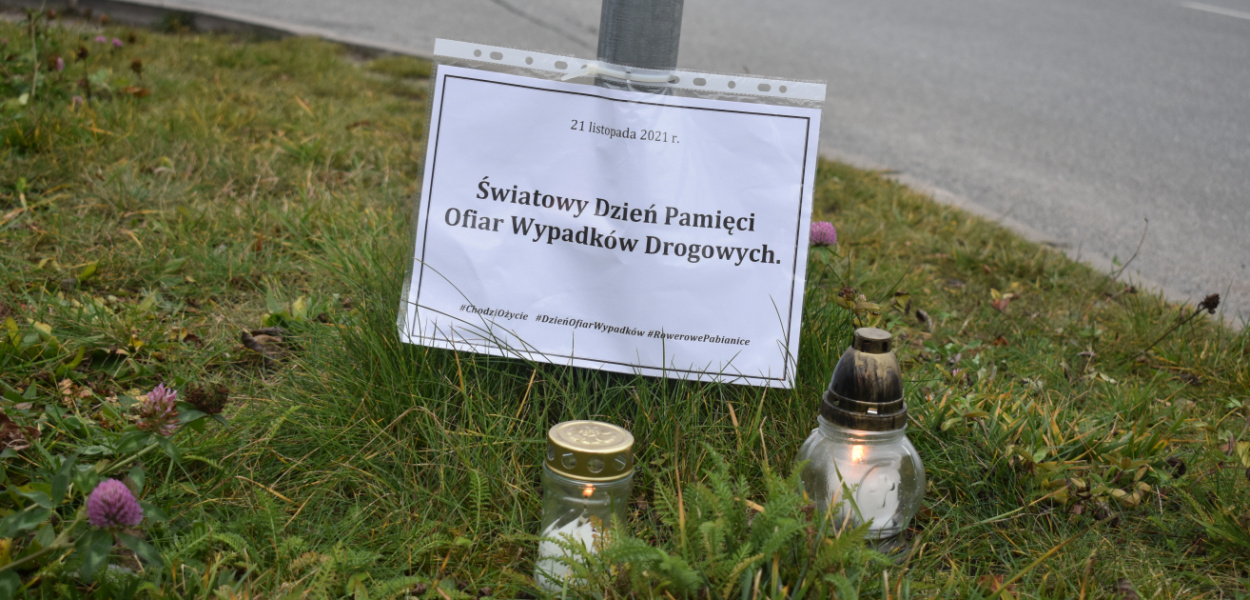 21 listopada 2021 r.
Światowy Dzień Pamięci
Ofiar Wypadków Drogowych.
#ChodziOżycie #DzieńOfiarWypadków #RowerowePabianice